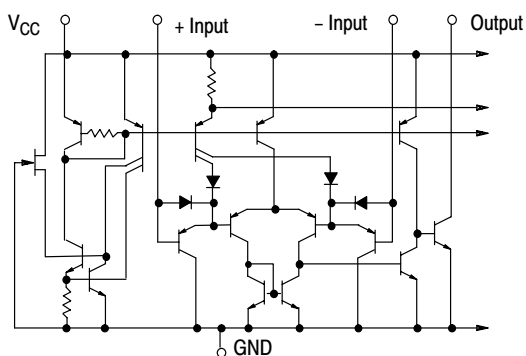 VCC + Input – Input Output
GND